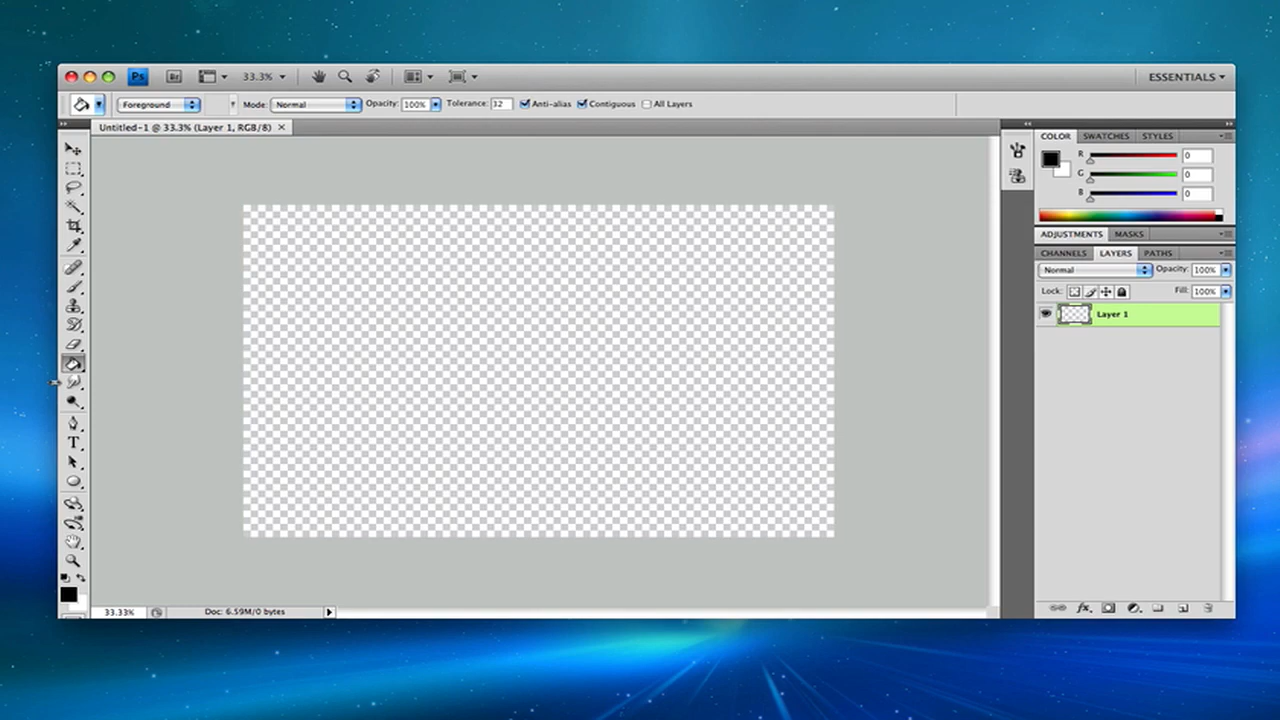 Ps Br 33.3% ESSENTIALS
Foreground Mode: Normal Opacity: 100% Tolerance: 32 Anti-alias Contiguous All Layers
Untitled-1 @ 33.3% (Layer 1, RGB/8)
COLOR SWATCHES STYLES
R 0
G 0
B 0
ADJUSTMENTS MASKS
CHANNELS LAYERS PATHS
Normal Opacity: 100%
Lock: Fill: 100%
Layer 1
T
fx
33.33% Doc: 6.59M/0 bytes